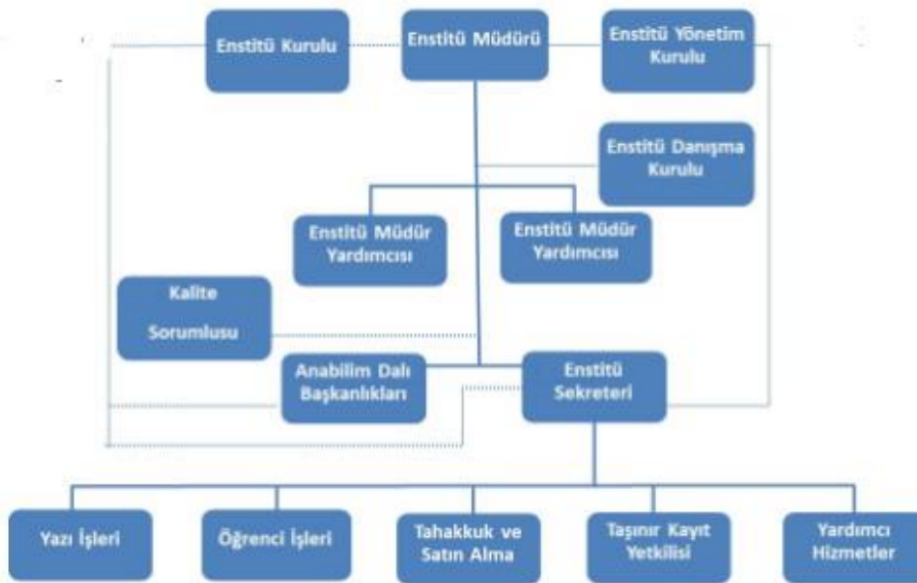 Enstitü Kurulu
Enstitü Müdürü
Enstitü Yönetim
Kurulu
Enstitü Danışma
Kurulu
Enstitü Müdür
Yardımcısı
Enstitü Müdür
Yardımcısı
Kalite
Sorumlusu
Anabilim Dalı
Başkanlıkları
Enstitü
Sekreteri
Yazı İşleri
Öğrenci İşleri
Tahakkuk ve
Satın Alma
Taşınır Kayıt
Yetkilisi
Yardımcı
Hizmetler